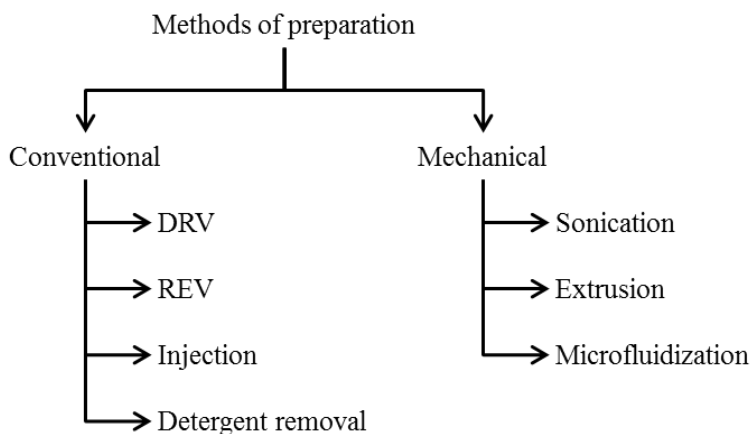 Methods of preparation
Conventional
Mechanical
DRV
Sonication
REV
Extrusion
Injection
Microfluidization
Detergent removal